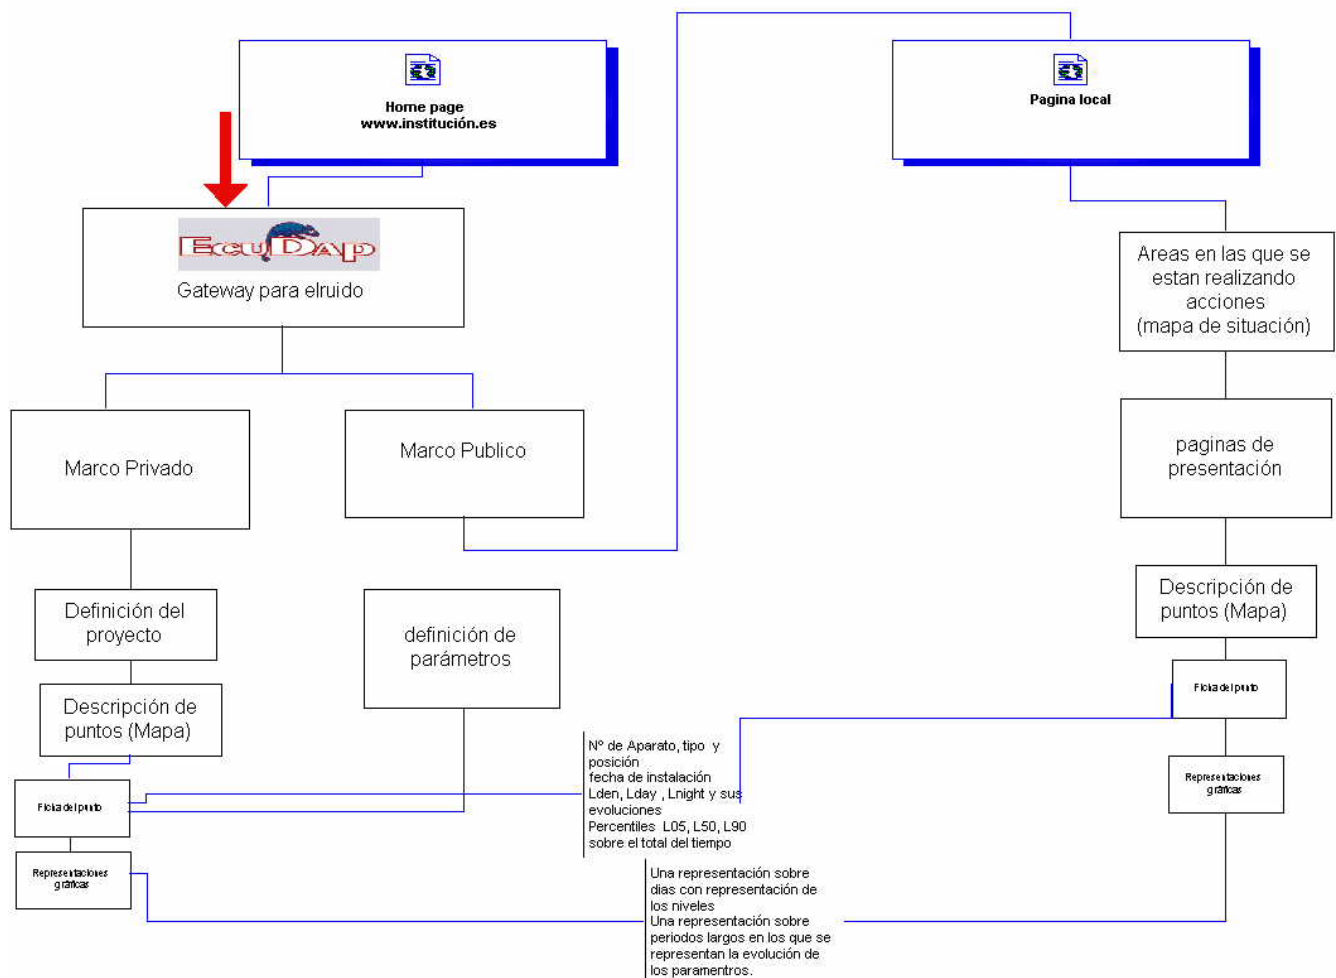 Home page
www.institución.es
Pagina local
ECUDAP
Gateway para elruido
Areas en las que se
estan realizando
acciones
(mapa de situación)
Marco Privado
Marco Publico
paginas de
presentación
Definición del
proyecto
definición de
parámetros
Descripción de
puntos (Mapa)
Descripción de
puntos (Mapa)
Ficha del punto
Nº de Aparato, tipo y
posición
fecha de instalación
Lden, Lday , Lnight y sus
evoluciones
Percentiles L05, L50, L90
sobre el total del tiempo
Ficha del punto
Representaciones
gráficas
Representaciones
gráficas
Una representación sobre
dias con representación de
los niveles
Una representación sobre
periodos largos en los que se
representan la evolución de
los paramentros.